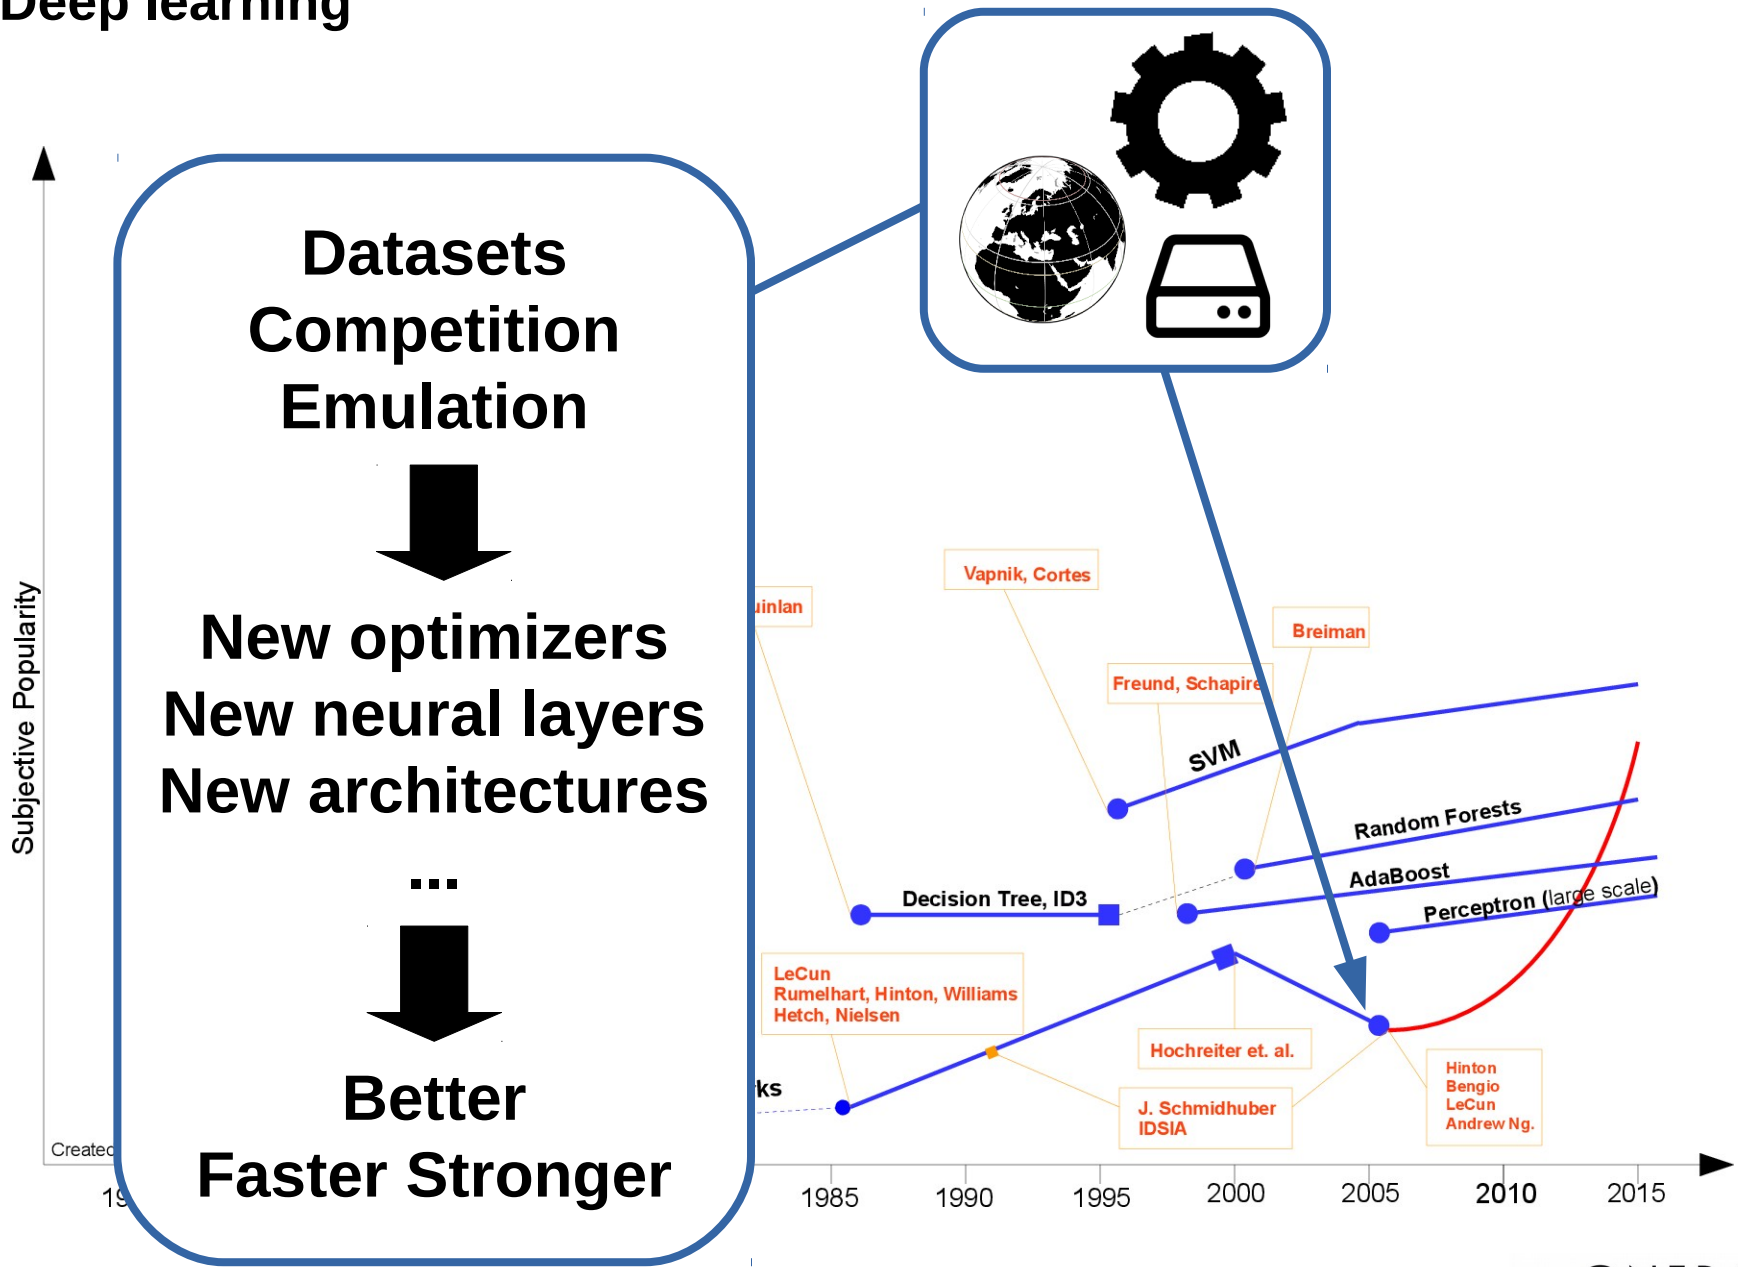 Deep learning
Datasets
Competition
Emulation
New optimizers
New neural layers
New architectures
...
Better
Faster Stronger
Subjective Popularity
Vapnik, Cortes
Breiman
Freund, Schapire
SVM
Random Forests
AdaBoost
Perceptron (large scale)
Decision Tree, ID3
LeCun
Rumelhart, Hinton, Williams
Hetch, Nielsen
Hochreiter et. al.
J. Schmidhuber
IDSIA
Hinton
Bengio
LeCun
Andrew Ng.
Created
1985 1990 1995 2000 2005 2010 2015